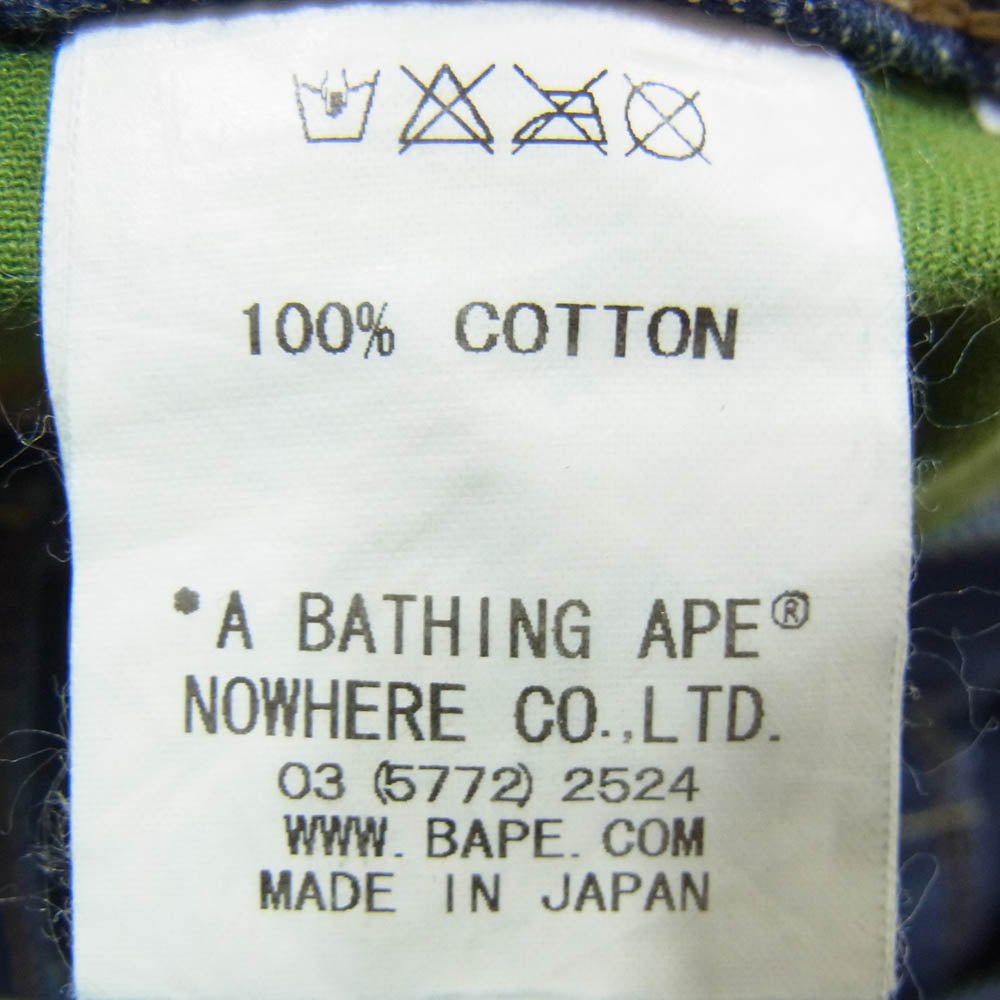 100% COTTON
*A BATHING APE®
NOWHERE CO.,LTD.
03 (5772) 2524
WWW.BAPE.COM
MADE IN JAPAN